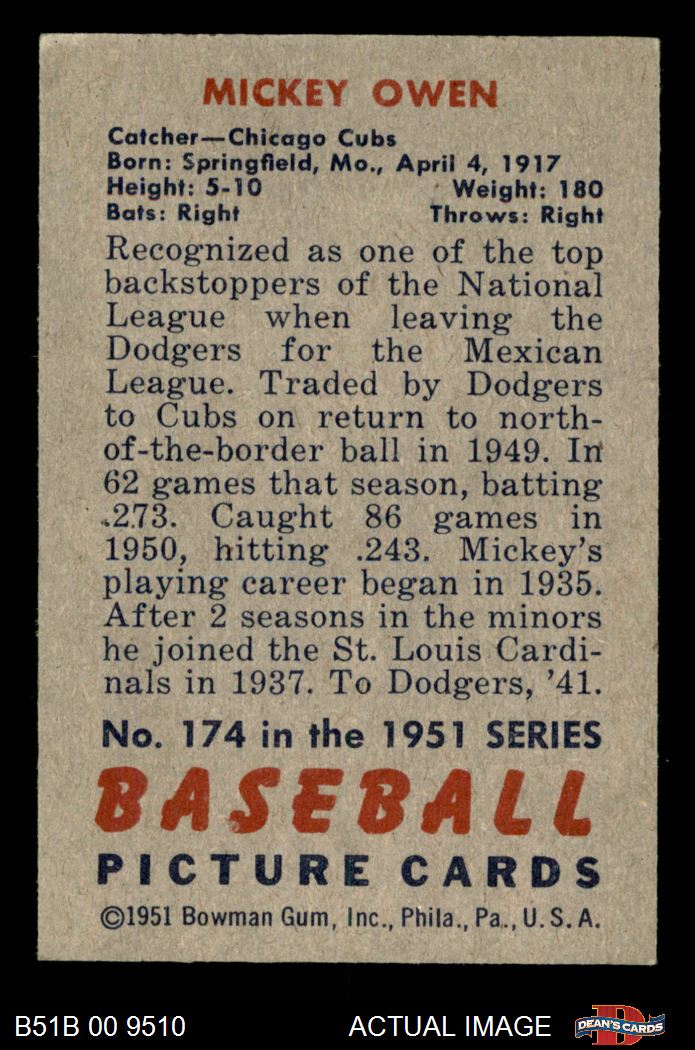 MICKEY OWEN
Catcher—Chicago Cubs
Born: Springfield, Mo., April 4, 1917
Height: 5-10 Weight: 180
Bats: Right Throws: Right
Recognized as one of the top
backstoppers of the National
League when leaving the
Dodgers for the Mexican
League. Traded by Dodgers
to Cubs on return to north-
of-the-border ball in 1949. In
62 games that season, batting
.273. Caught 86 games in
1950, hitting .243. Mickey's
playing career began in 1935.
After 2 seasons in the minors
he joined the St. Louis Cardi-
nals in 1937. To Dodgers, '41.
No. 174 in the 1951 SERIES
BASEBALL
PICTURE CARDS
©1951 Bowman Gum, Inc., Phila., Pa., U.S.A.
B51B 00 9510 ACTUAL IMAGE D DEAN'S CARDS